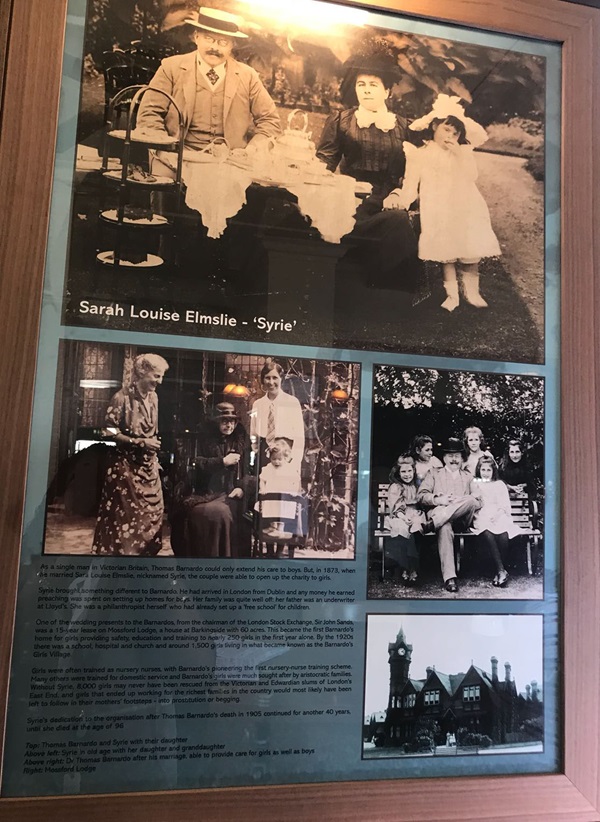 Sarah Louise Elmslie - 'Syrie'
As a single man in Victorian Britain, Thomas Barnardo could only extend his care to boys. But, in 1873, when
he married Sara Louise Elmslie, nicknamed Syrie, the couple were able to open up the charity to girls.
Syrie brought something different to Barnardo. He had arrived in London from Dublin and any money he earned
preaching was spent on setting up homes for boys. Her family was quite well off: her father was an underwriter
at Lloyd's. She was a philanthropist herself who had already set up a 'free school' for children.
One of the wedding presents to the Barnardos, from the chairman of the London Stock Exchange, Sir John Sands,
was a 15-year lease on Mossford Lodge, a house at Barkingside with 60 acres. This became the first Barnardo's
home for girls providing safety, education and training to nearly 250 girls in the first year alone. By the 1920s
there was a school, hospital and church and around 1,500 girls living in what became known as the Barnardo's
Girls Village.
Girls were often trained as nursery nurses, with Barnardo's pioneering the first nursery-nurse training scheme.
Many others were trained for domestic service and Barnardo's girls were much sought after by aristocratic families.
Without Syrie, 8,000 girls may never have been rescued from the Victorian and Edwardian slums of London's
East End, and girls that ended up working for the richest families in the country would most likely have been
left to follow in their mothers' footsteps - into prostitution or begging.
Syrie's dedication to the organisation after Thomas Barnardo's death in 1905 continued for another 40 years,
until she died at the age of 96.
Top: Thomas Barnardo and Syrie with their daughter
Above left: Syrie in old age with her daughter and granddaughter
Above right: Dr Thomas Barnardo after his marriage, able to provide care for girls as well as boys
Right: Mossford Lodge